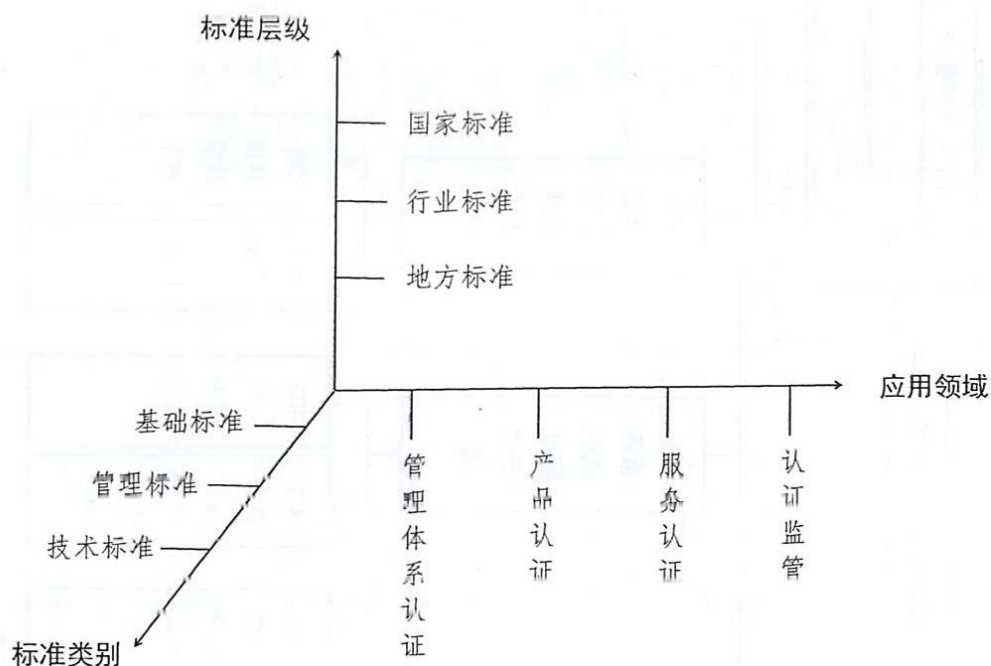 标准层级
国家标准
行业标准
地方标准
应用领域
基础标准
管理标准
技术标准
标准类别
管理体系认证
产品认证
服务认证
认证监管